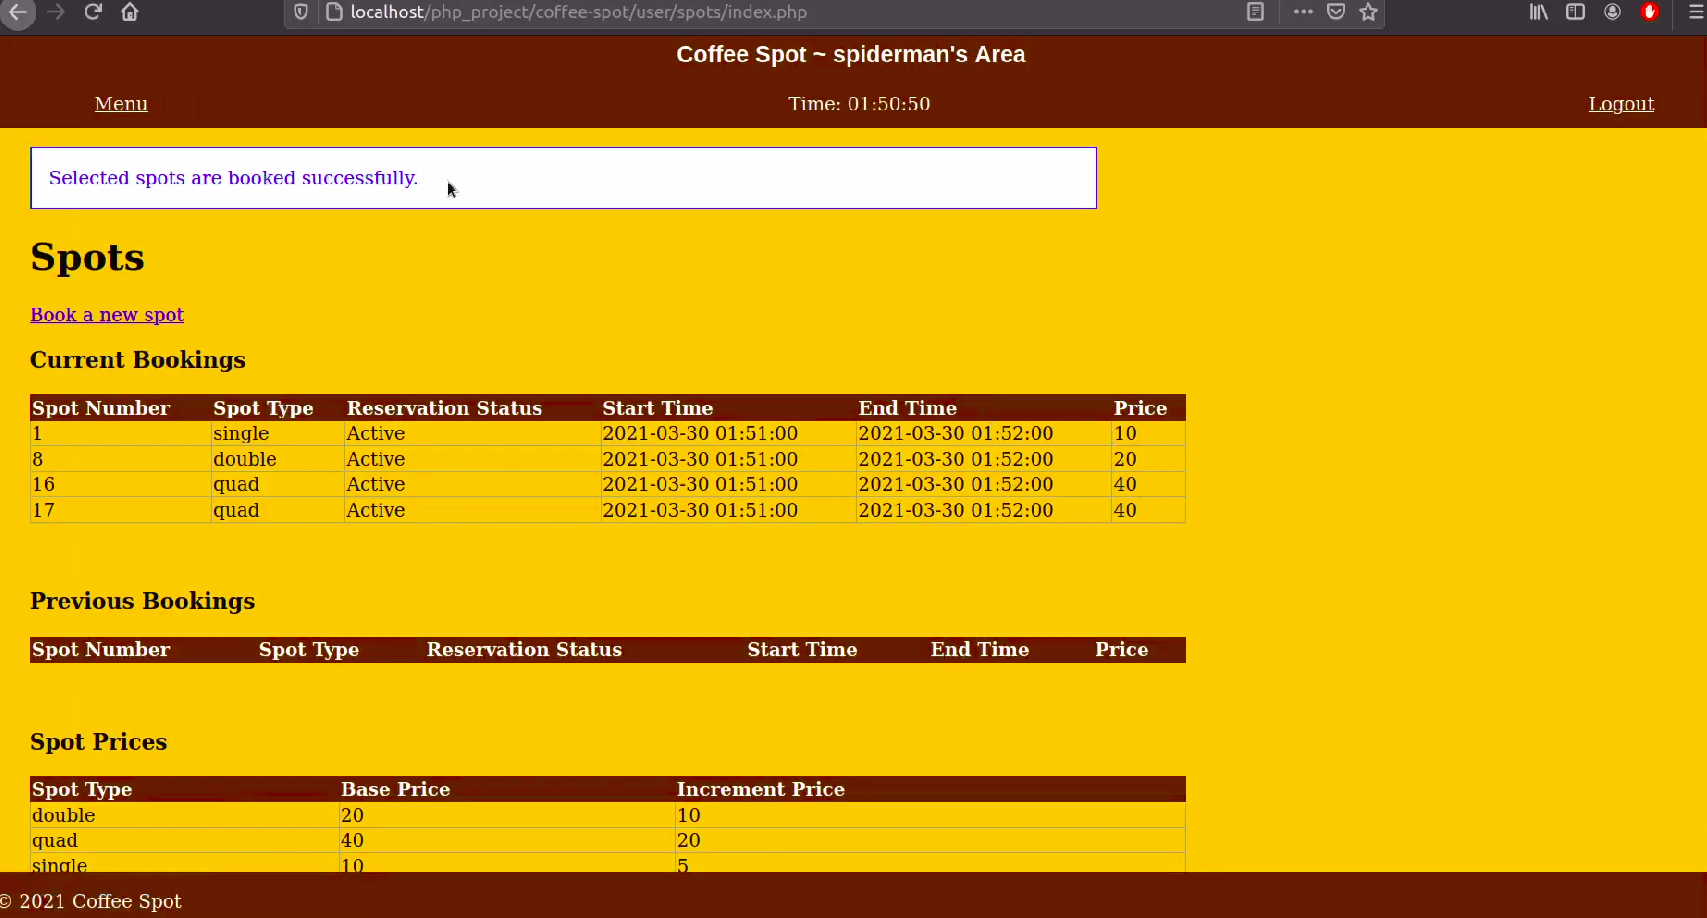 localhost/php_project/coffee-spot/user/spots/index.php
Coffee Spot ~ spiderman's Area
Menu Time: 01:50:50 Logout
Selected spots are booked successfully.
Spots
Book a new spot
Current Bookings
Spot Number Spot Type Reservation Status Start Time End Time Price
1 single Active 2021-03-30 01:51:00 2021-03-30 01:52:00 10
8 double Active 2021-03-30 01:51:00 2021-03-30 01:52:00 20
16 quad Active 2021-03-30 01:51:00 2021-03-30 01:52:00 40
17 quad Active 2021-03-30 01:51:00 2021-03-30 01:52:00 40
Previous Bookings
Spot Number Spot Type Reservation Status Start Time End Time Price
Spot Prices
Spot Type Base Price Increment Price
double 20 10
quad 40 20
single 10 5
© 2021 Coffee Spot